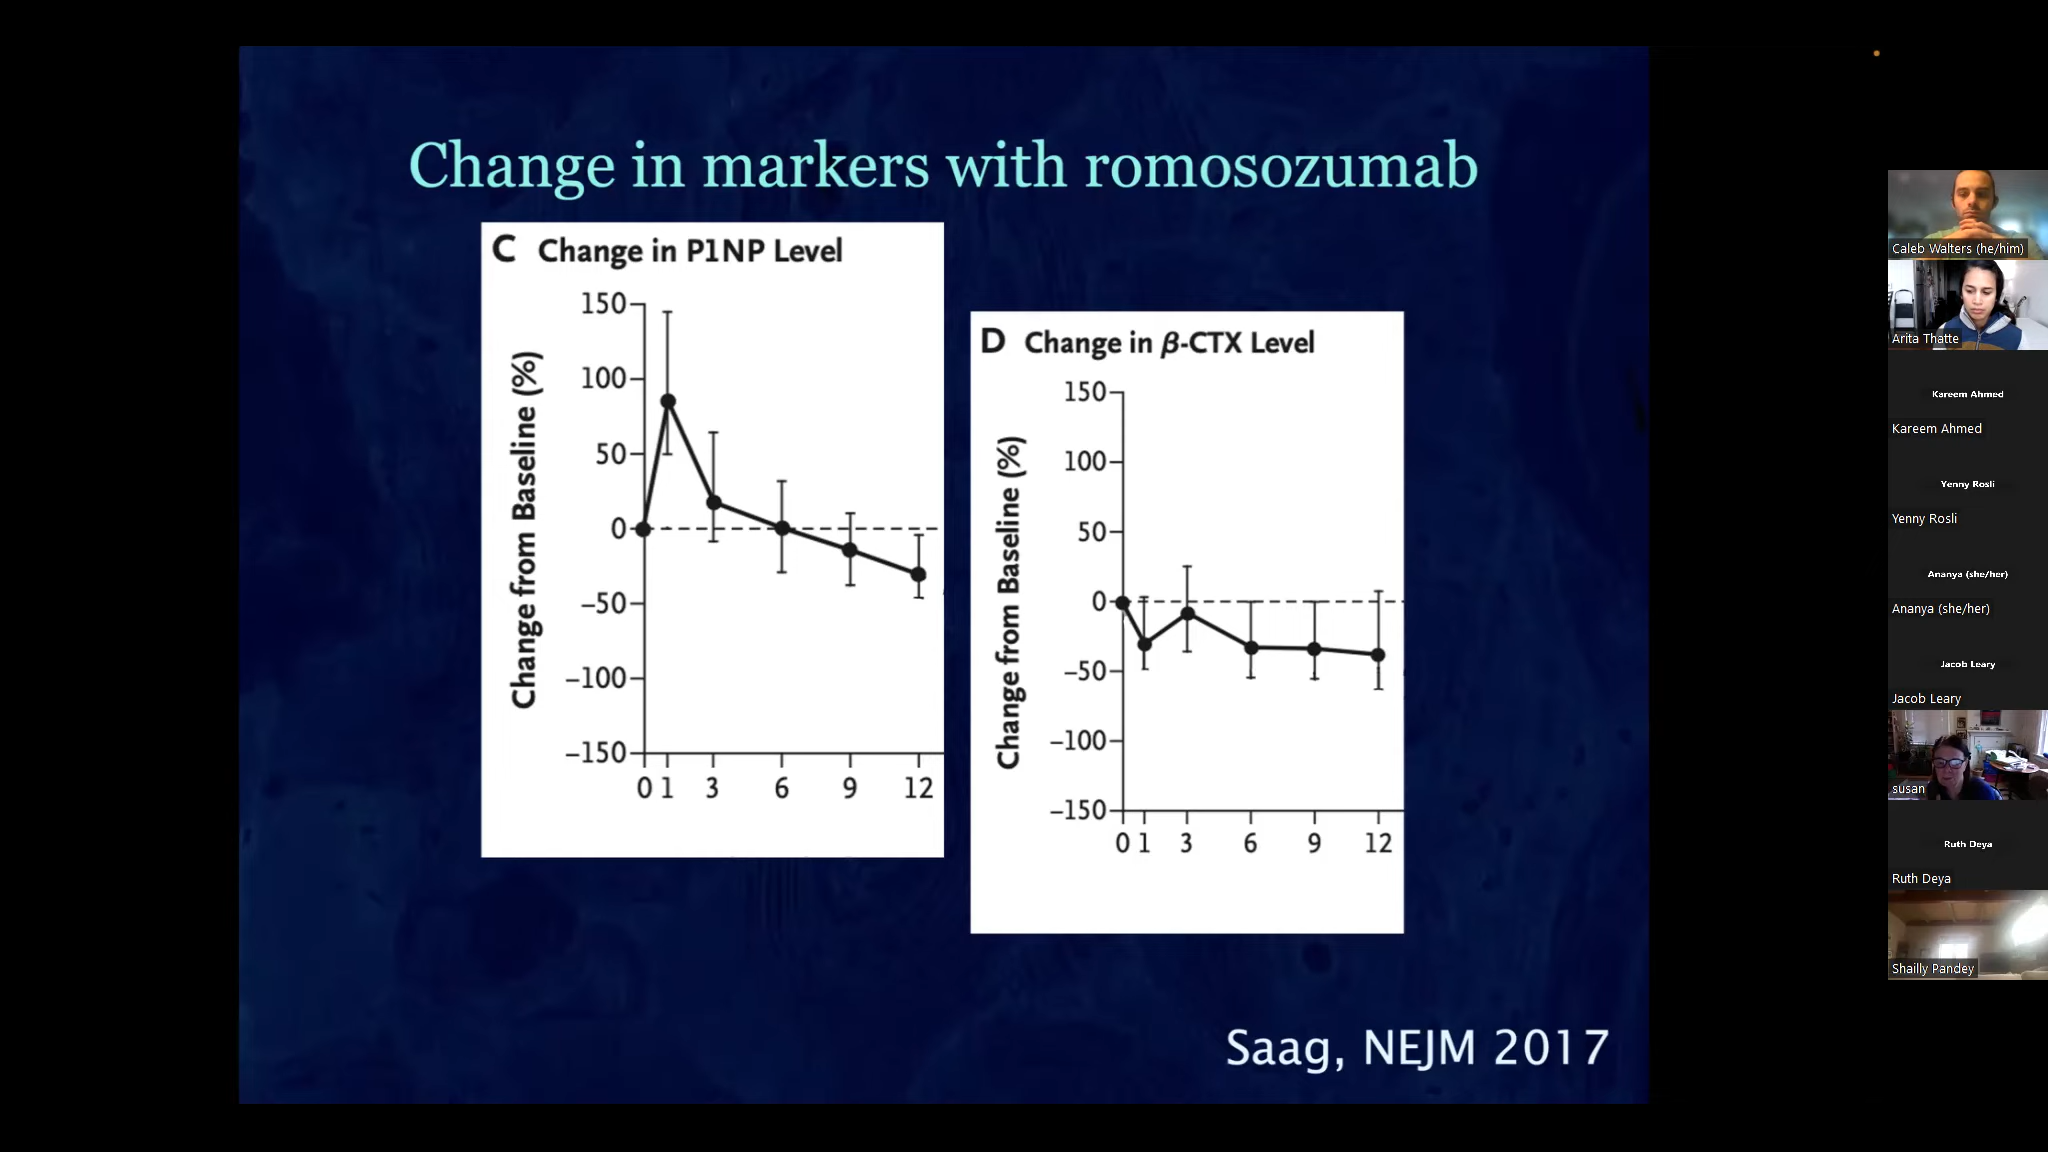 Change in markers with romosozumab
C Change in P1NP Level
Change from Baseline (%)
150
100
50
0
−50
−100
−150
0 1 3 6 9 12
D Change in β-CTX Level
Change from Baseline (%)
150
100
50
0
−50
−100
−150
0 1 3 6 9 12
Saag, NEJM 2017
Caleb Walters (he/him)
Arita Thatte
Kareem Ahmed
Kareem Ahmed
Yenny Rosli
Yenny Rosli
Ananya (she/her)
Ananya (she/her)
Jacob Leary
Jacob Leary
susan
Ruth Deya
Ruth Deya
Shailly Pandey